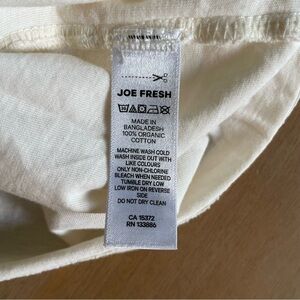 JOE FRESH
MADE IN
BANGLADESH
100% ORGANIC
COTTON
MACHINE WASH COLD
WASH INSIDE OUT WITH
LIKE COLOURS
ONLY NON-CHLORINE
BLEACH WHEN NEEDED
TUMBLE DRY LOW
LOW IRON ON REVERSE
SIDE
DO NOT DRY CLEAN
CA 15372
RN 133886